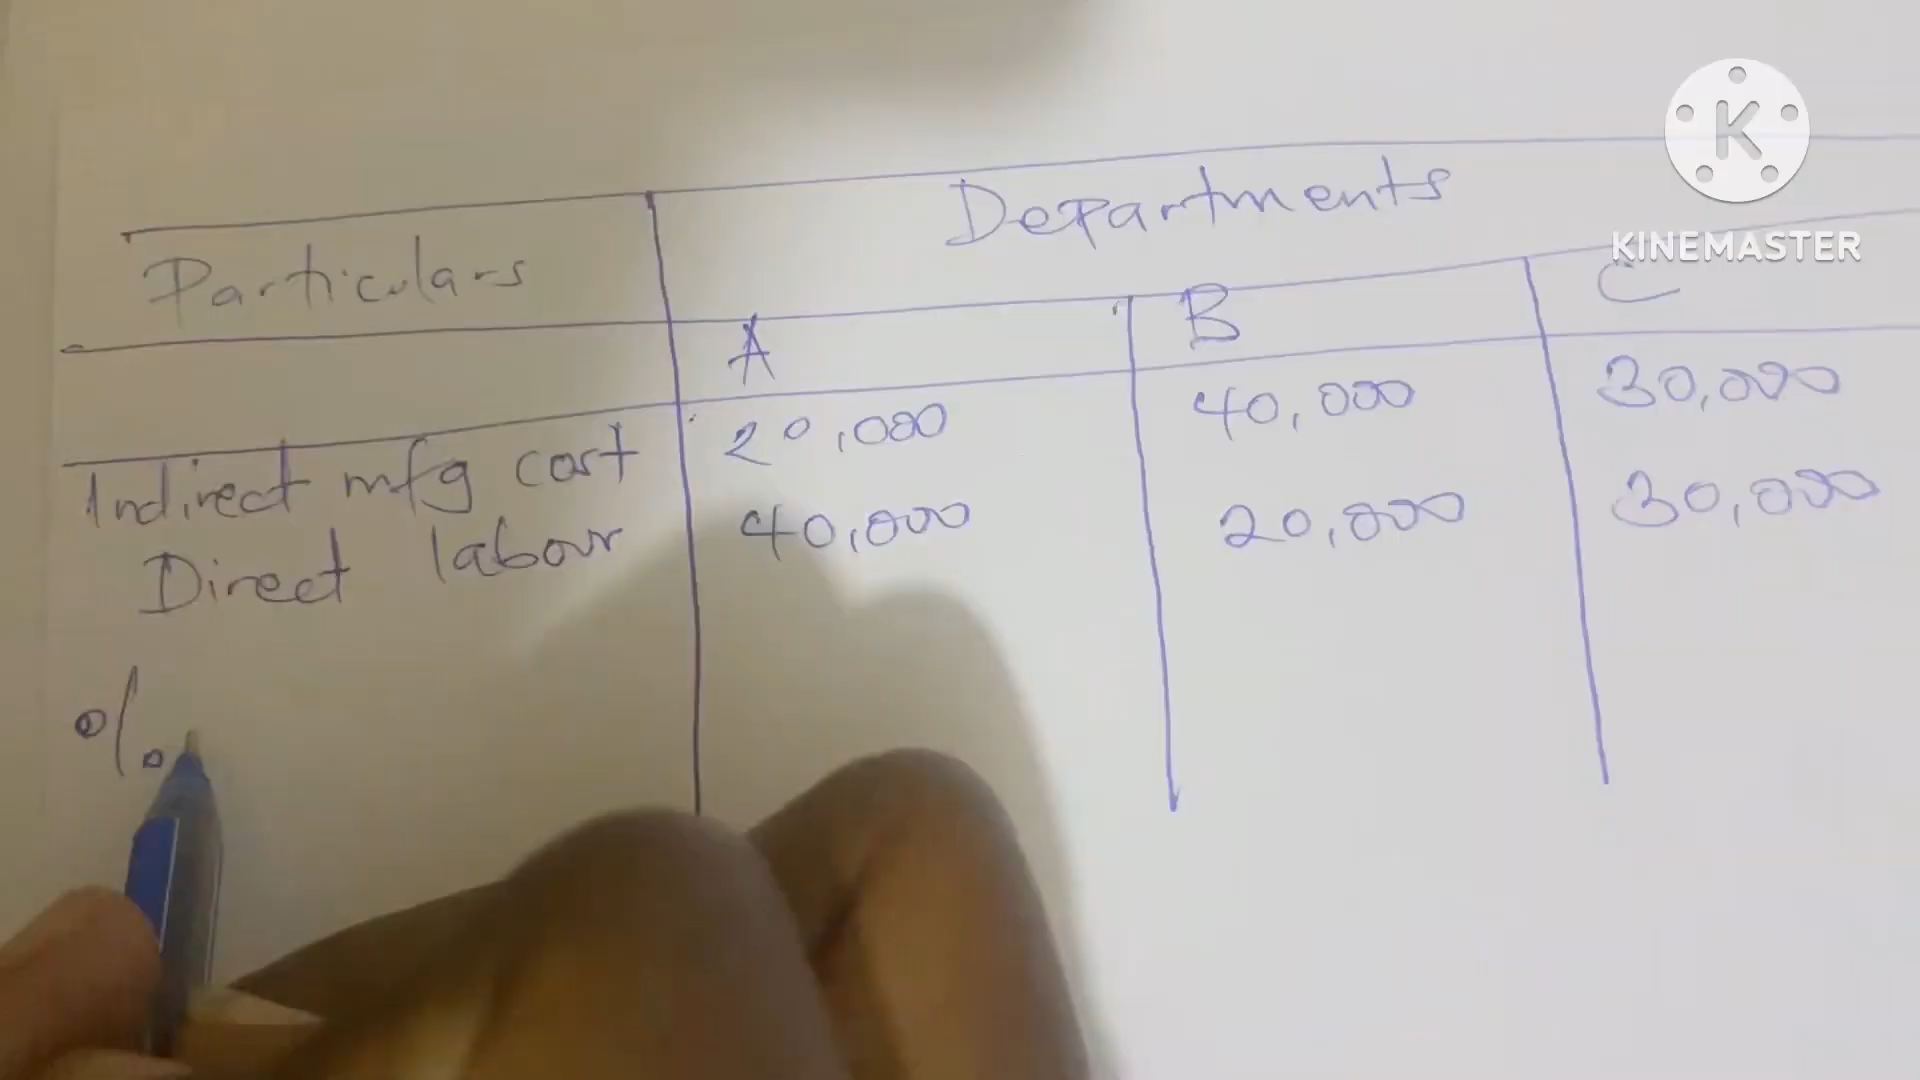 K
KINEMASTER
Particulars Departments
A B C
Indirect mfg cost 20,000 40,000 30,000
Direct labour 40,000 20,000 30,000
%